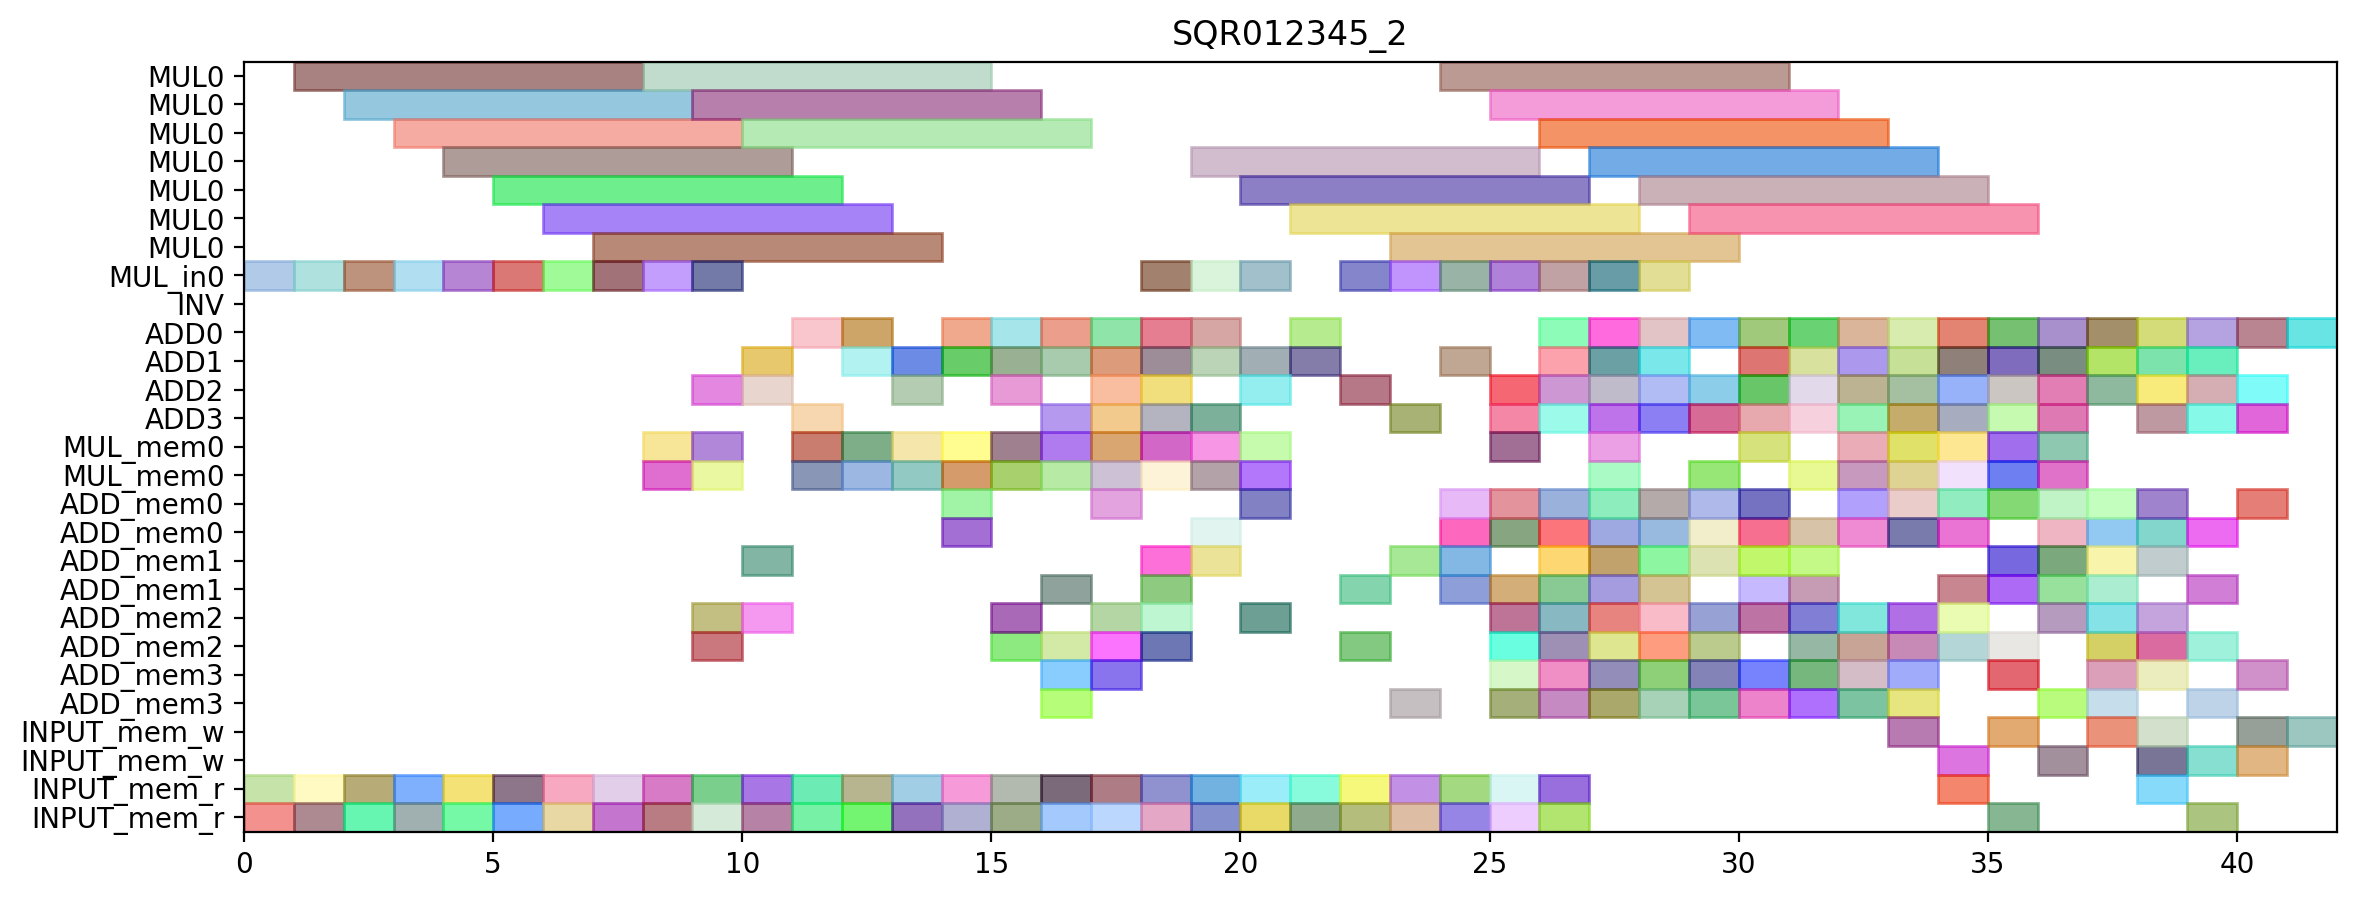 SQR012345_2
MUL0
MUL0
MUL0
MUL0
MUL0
MUL0
MUL0
MUL_in0
INV
ADD0
ADD1
ADD2
ADD3
MUL_mem0
MUL_mem0
ADD_mem0
ADD_mem0
ADD_mem1
ADD_mem1
ADD_mem2
ADD_mem2
ADD_mem3
ADD_mem3
INPUT_mem_w
INPUT_mem_w
INPUT_mem_r
INPUT_mem_r
0 5 10 15 20 25 30 35 40